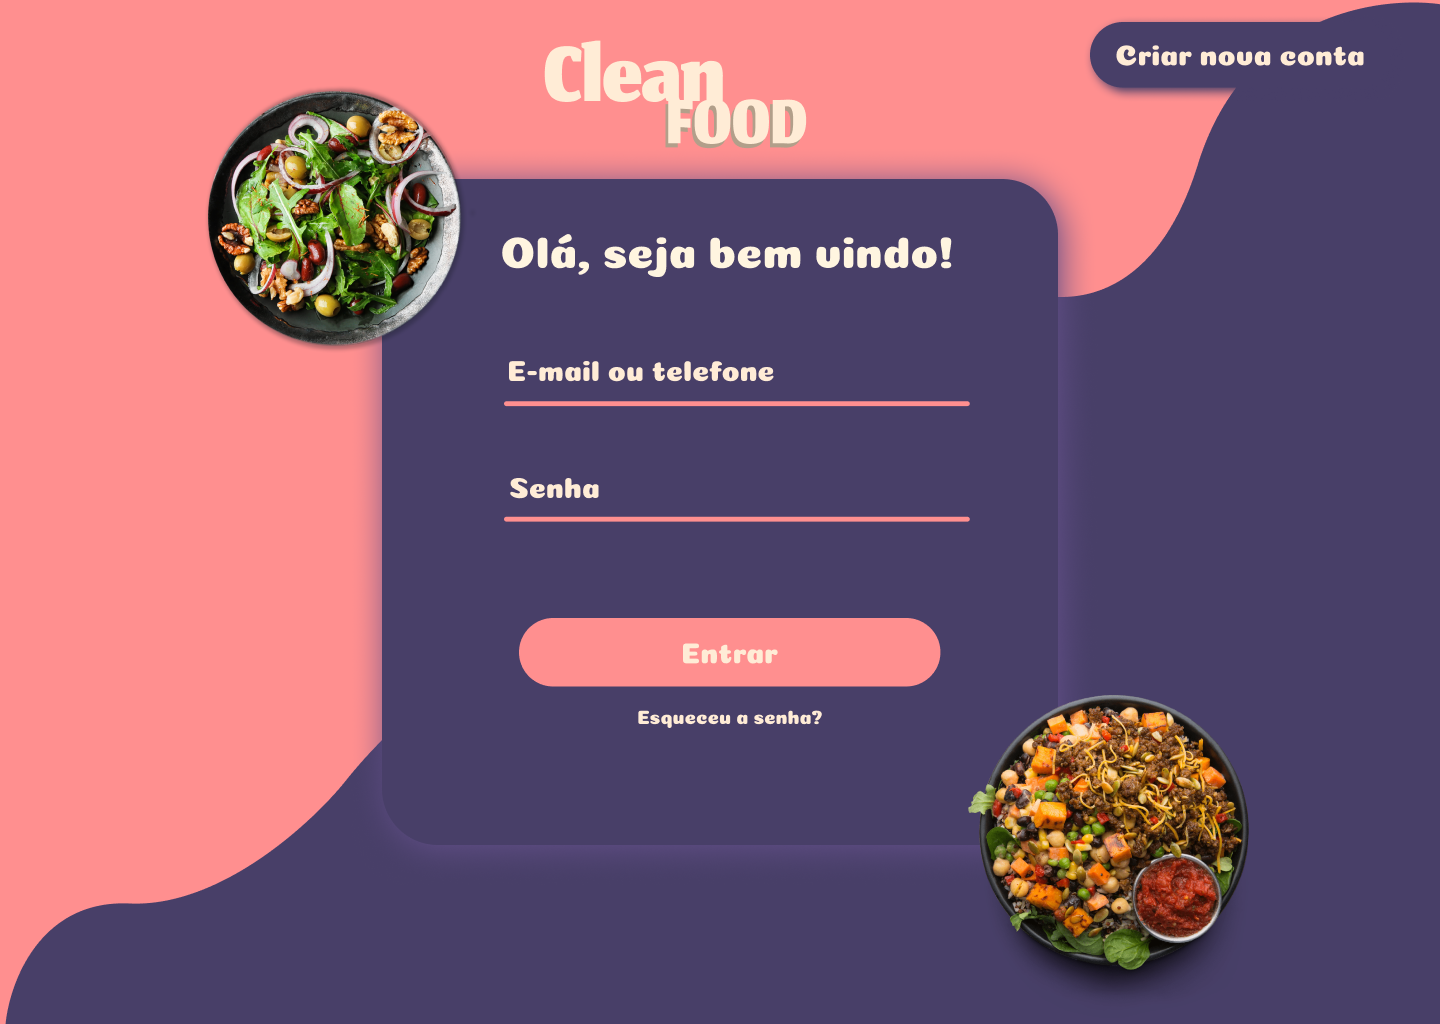 Clean
FOOD
Criar nova conta
Olá, seja bem vindo!
E-mail ou telefone
Senha
Entrar
Esqueceu a senha?